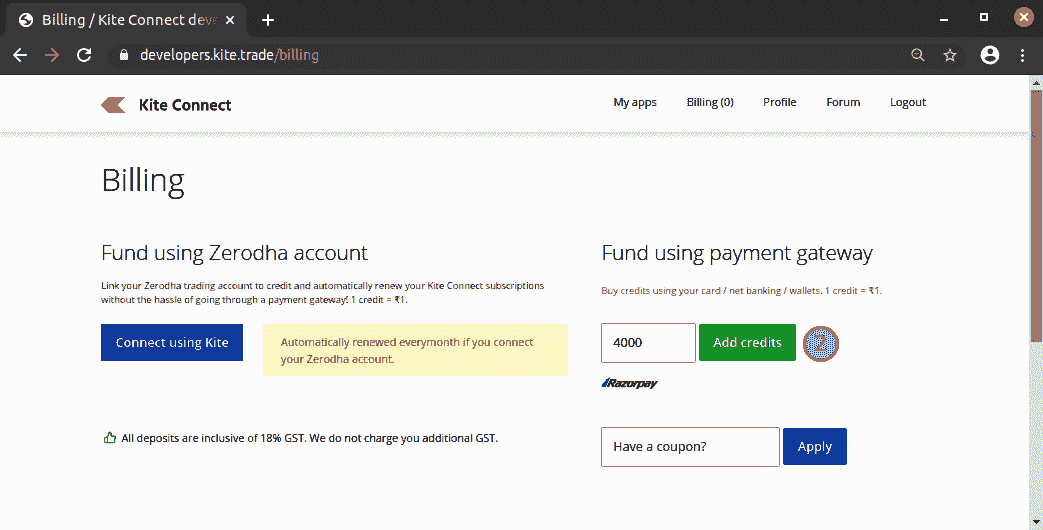 Billing / Kite Connect deve
developers.kite.trade/billing
Kite Connect
My apps
Billing (0)
Profile
Forum
Logout
Billing
Fund using Zerodha account
Link your Zerodha trading account to credit and automatically renew your Kite Connect subscriptions
without the hassle of going through a payment gateway! 1 credit = ₹1.
Connect using Kite
Automatically renewed everymonth if you connect
your Zerodha account.
All deposits are inclusive of 18% GST. We do not charge you additional GST.
Fund using payment gateway
Buy credits using your card / net banking / wallets. 1 credit = ₹1.
4000
Add credits
2
Razorpay
Have a coupon?
Apply